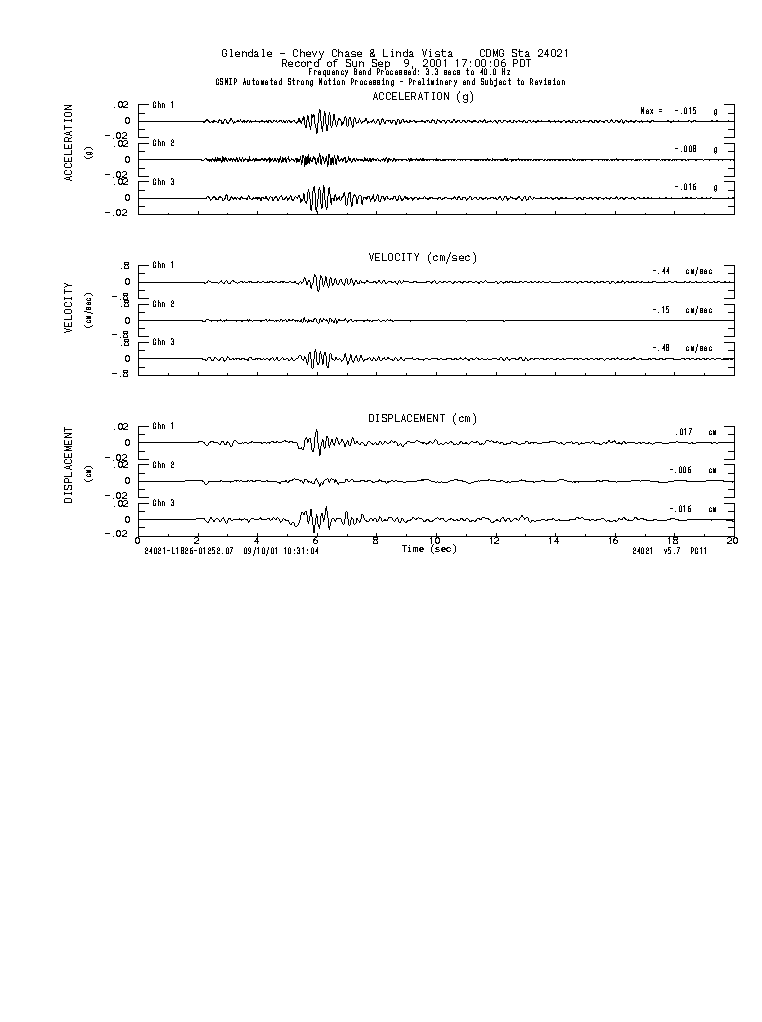 Glendale - Chevy Chase & Linda Vista    CDMG Sta 24021
Record of Sun Sep  9, 2001 17:00:06 PDT
Frequency Band Processed: 3.3 secs to 40.0 Hz
CSMIP Automated Strong Motion Processing - Preliminary and Subject to Revision
ACCELERATION (g)
ACCELERATION
(g)
.02 Chn 1 Max = -.015 g
0
-.02
.02 Chn 2 -.008 g
0
-.02
.02 Chn 3 -.016 g
0
-.02
VELOCITY (cm/sec)
VELOCITY
(cm/sec)
Chn 1 -.44 cm/sec
0
Chn 2 -.15 cm/sec
0
Chn 3 -.48 cm/sec
0
DISPLACEMENT (cm)
DISPLACEMENT
(cm)
.02 Chn 1 .017 cm
0
-.02
.02 Chn 2 -.006 cm
0
-.02
.02 Chn 3 -.016 cm
0
-.02
0 2 4 6 8 10 12 14 16 18 20
Time (sec)
24021-L1826-01252.07 09/10/01 10:31:04
24021 v5.7 PC11